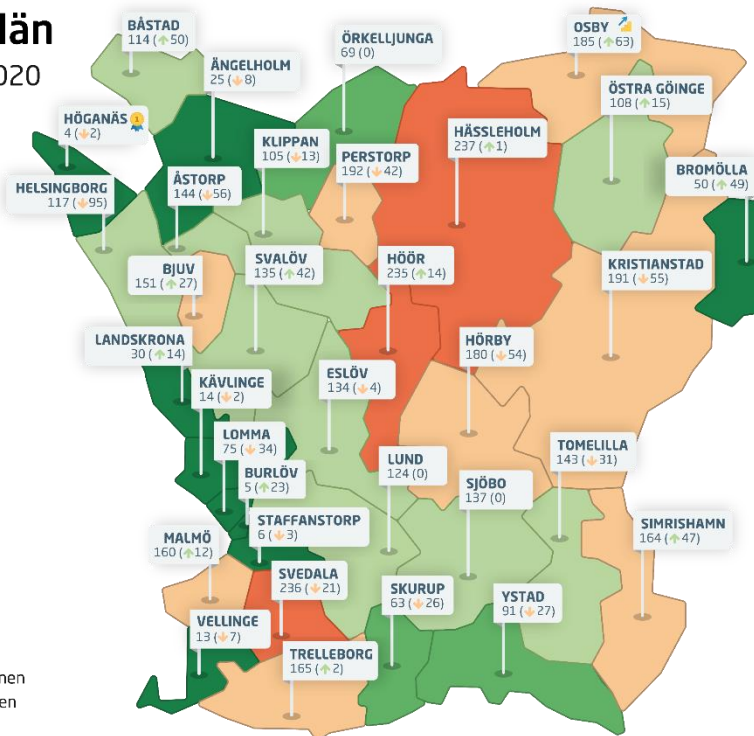 län
020
BÅSTAD
114 (↑50)
ÄNGELHOLM
25 (↓8)
ÖRKELLJUNGA
69 (0)
OSBY
185 (↑63)
ÖSTRA GÖINGE
108 (↑15)
HÖGANÄS
4 (↓2)
1
KLIPPAN
105 (↓13)
PERSTORP
192 (↓42)
HÄSSLEHOLM
237 (↑1)
BROMÖLLA
50 (↑49)
HELSINGBORG
117 (↓95)
ÅSTORP
144 (↓56)
BJUV
151 (↑27)
SVALÖV
135 (↑42)
HÖÖR
235 (↑14)
KRISTIANSTAD
191 (↓55)
LANDSKRONA
30 (↑14)
KÄVLINGE
14 (↓2)
ESLÖV
134 (↓4)
HÖRBY
180 (↓54)
LOMMA
75 (↓34)
BURLÖV
5 (↑23)
LUND
124 (0)
SJÖBO
137 (0)
TOMELILLA
143 (↓31)
STAFFANSTORP
6 (↓3)
MALMÖ
160 (↑12)
SIMRISHAMN
164 (↑47)
SVEDALA
236 (↓21)
SKURUP
63 (↓26)
YSTAD
91 (↓27)
VELLINGE
13 (↓7)
TRELLEBORG
165 (↑2)
nen
en